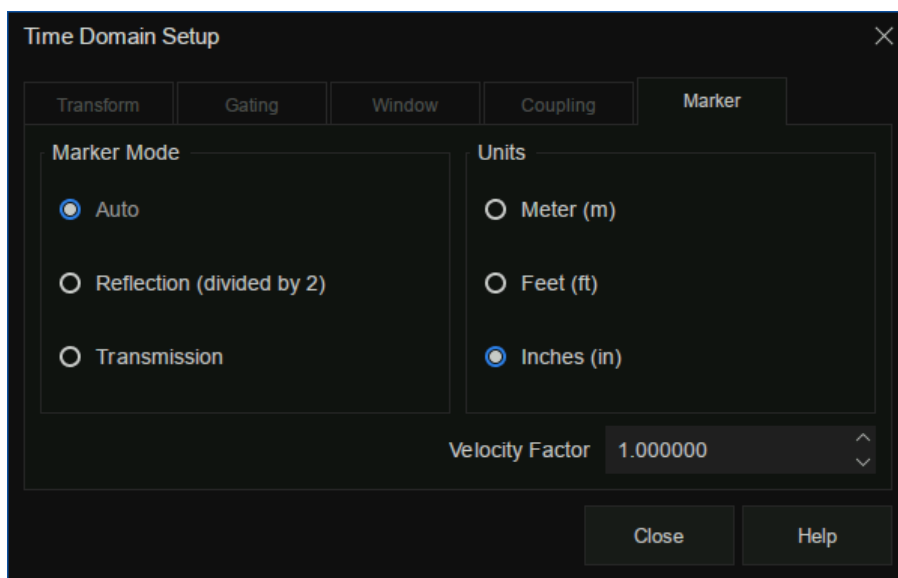 Time Domain Setup
Transform Gating Window Coupling Marker
Marker Mode
Auto
Reflection (divided by 2)
Transmission
Units
Meter (m)
Feet (ft)
Inches (in)
Velocity Factor 1.000000
Close Help